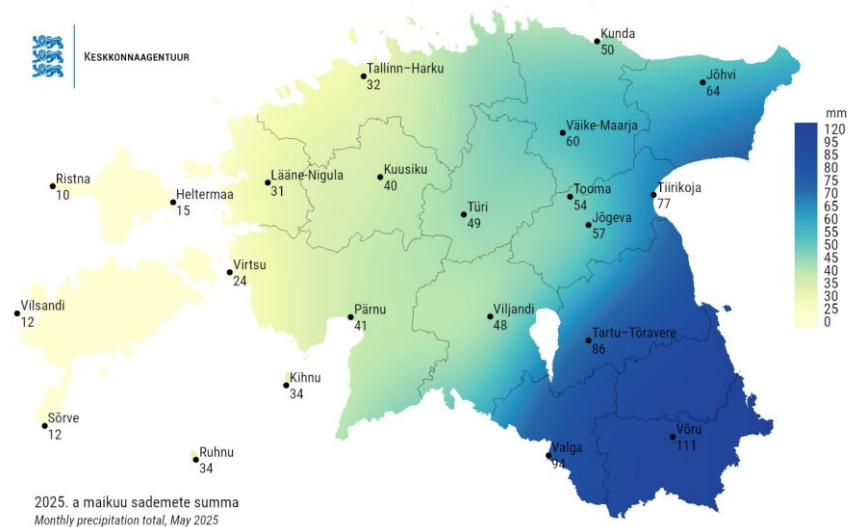 KESKKONNAAGENTUUR
Kunda
50
Tallinn–Harku
32
Jõhvi
64
Väike-Maarja
60
Ristna
10
Heltermaa
15
Lääne-Nigula
31
Kuusiku
40
Türi
49
Tooma
54
Jõgeva
57
Tiirikoja
77
Virtsu
24
Vilsandi
12
Pärnu
41
Viljandi
48
Tartu–Tõravere
86
Kihnu
34
Sõrve
12
Ruhnu
34
Valga
94
Võru
111
mm
120
95
85
80
75
70
65
60
55
50
45
40
35
30
25
0
2025. a maikuu sademete summa
Monthly precipitation total, May 2025